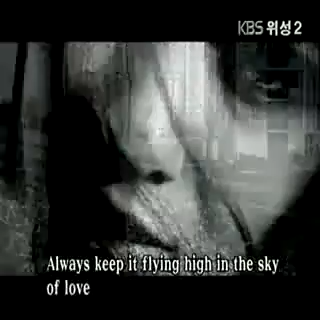 KBS 위성2
Always keep it flying high in the sky
of love